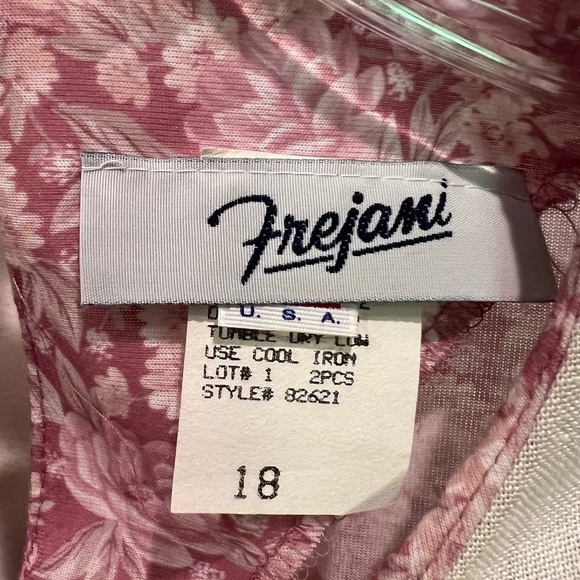 Frejani
U. S. A.
TUMBLE DRY LOW
USE COOL IRON
LOT# 1 2PCS
STYLE# 82621
18